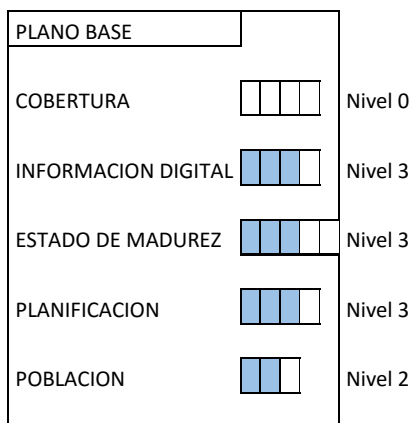 PLANO BASE
COBERTURA Nivel 0
INFORMACION DIGITAL Nivel 3
ESTADO DE MADUREZ Nivel 3
PLANIFICACION Nivel 3
POBLACION Nivel 2